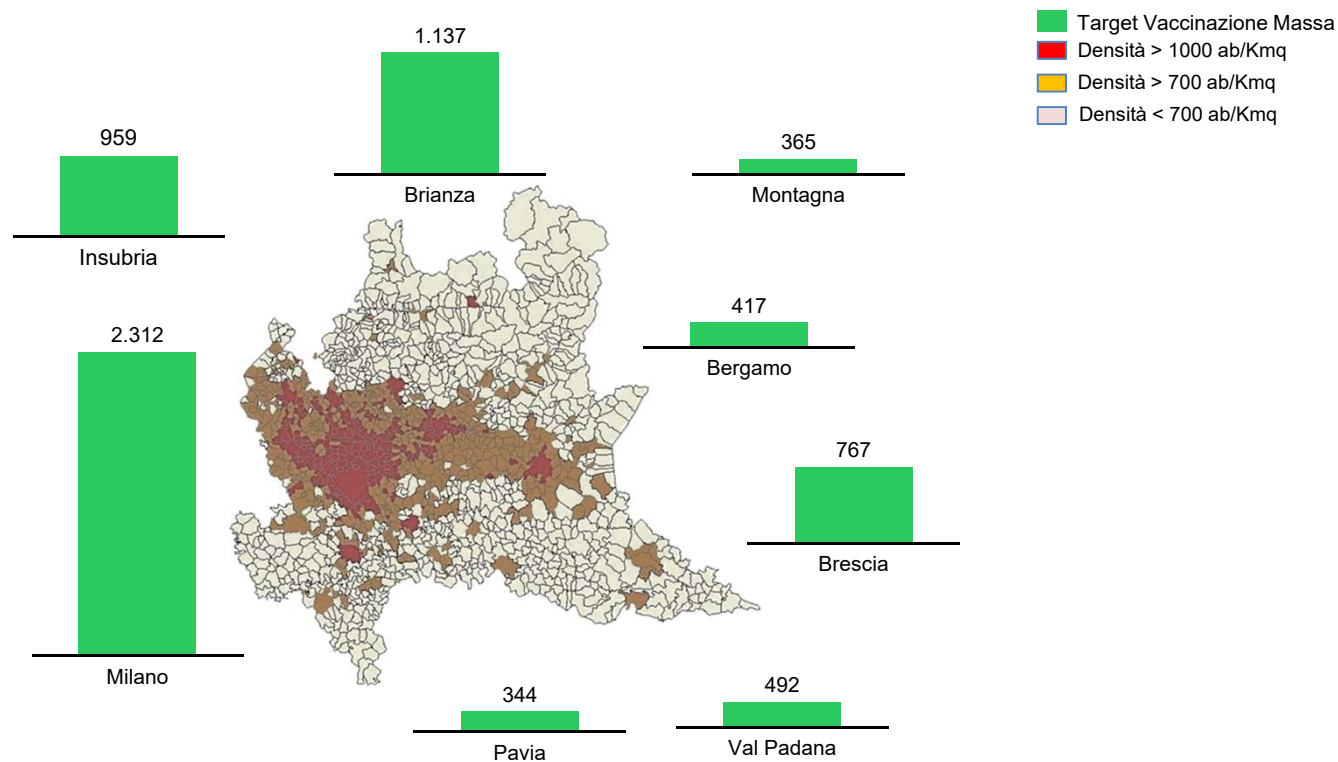 Target Vaccinazione Massa
Densità > 1000 ab/Kmq
Densità > 700 ab/Kmq
Densità < 700 ab/Kmq
1.137
Brianza
959
Insubria
365
Montagna
2.312
Milano
417
Bergamo
767
Brescia
344
Pavia
492
Val Padana